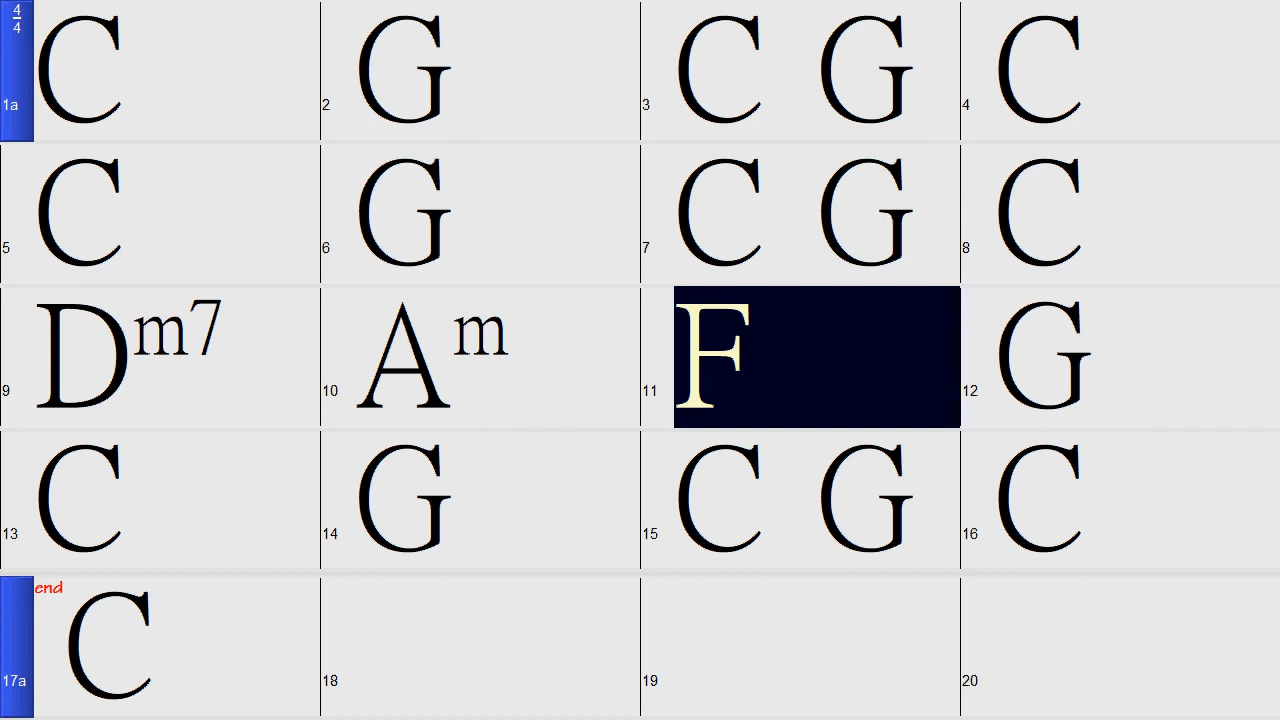 4
4
1a C 2 G 3 C G 4 C
5 C 6 G 7 C G 8 C
9 Dm7 10 Am 11 F 12 G
13 C 14 G 15 C G 16 C
end
17a C 18 19 20